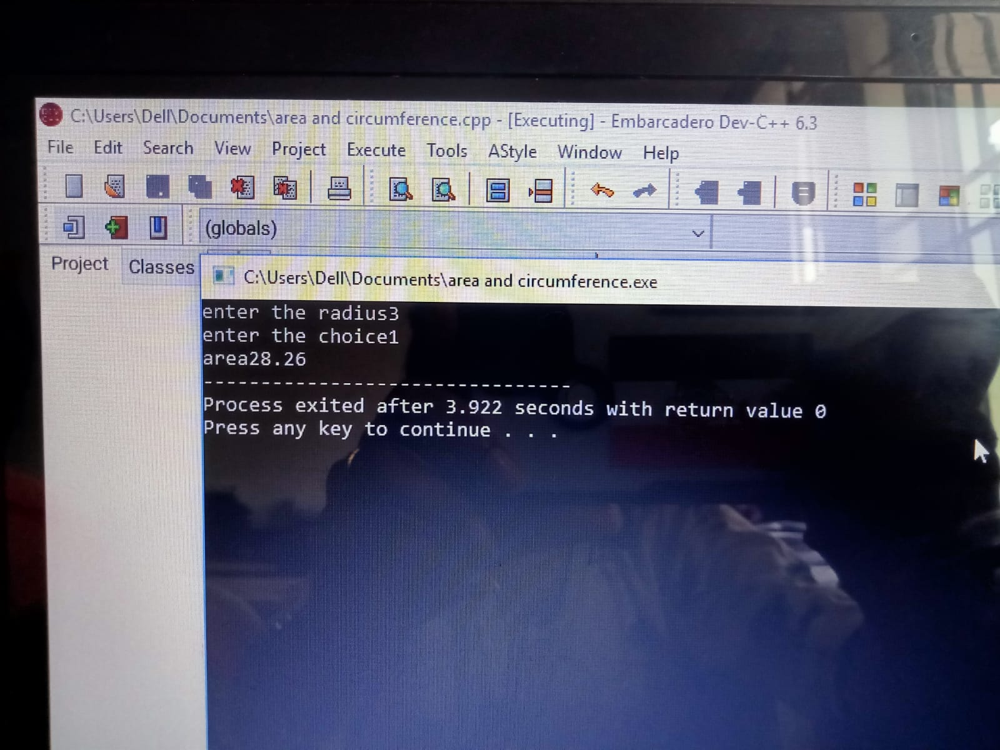 C:\Users\Dell\Documents\area and circumference.cpp - [Executing] - Embarcadero Dev-C++ 6.3
File Edit Search View Project Execute Tools AStyle Window Help
(globals)
Project Classes
C:\Users\Dell\Documents\area and circumference.exe
enter the radius3
enter the choice1
area28.26
--------------------------------
Process exited after 3.922 seconds with return value 0
Press any key to continue . . .